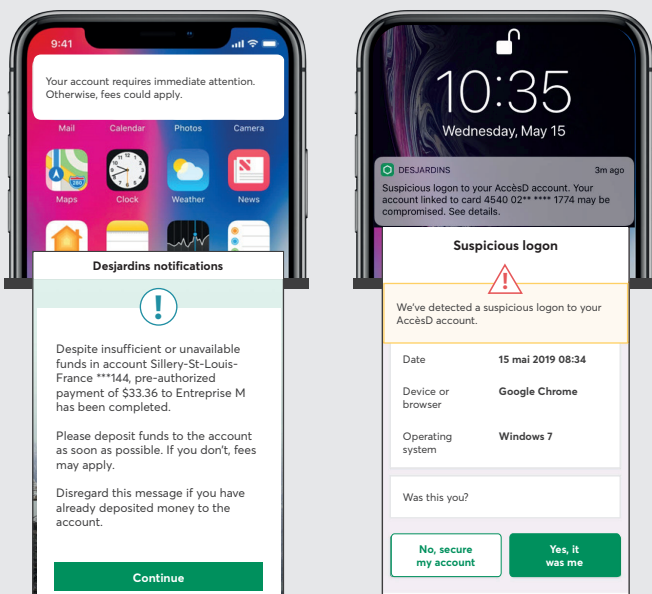 9:41
Your account requires immediate attention.
Otherwise, fees could apply.
Mail Calendar Photos Camera
Maps Clock Weather News
Desjardins notifications
!
Despite insufficient or unavailable
funds in account Sillery-St-Louis-
France ***144, pre-authorized
payment of $33.36 to Entreprise M
has been completed.
Please deposit funds to the account
as soon as possible. If you don't, fees
may apply.
Disregard this message if you have
already deposited money to the
account.
Continue
10:35
Wednesday, May 15
DESJARDINS 3m ago
Suspicious logon to your AccèsD account. Your
account linked to card 4540 02** **** 1774 may be
compromised. See details.
Suspicious logon
!
We've detected a suspicious logon to your
AccèsD account.
Date 15 mai 2019 08:34
Device or Google Chrome
browser
Operating Windows 7
system
Was this you?
No, secure
my account
Yes, it
was me